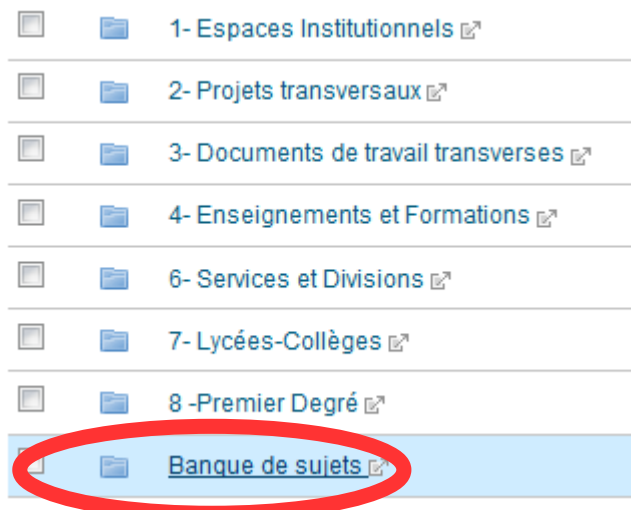 1- Espaces Institutionnels
2- Projets transversaux
3- Documents de travail transverses
4- Enseignements et Formations
6- Services et Divisions
7- Lycées-Collèges
8 -Premier Degré
Banque de sujets